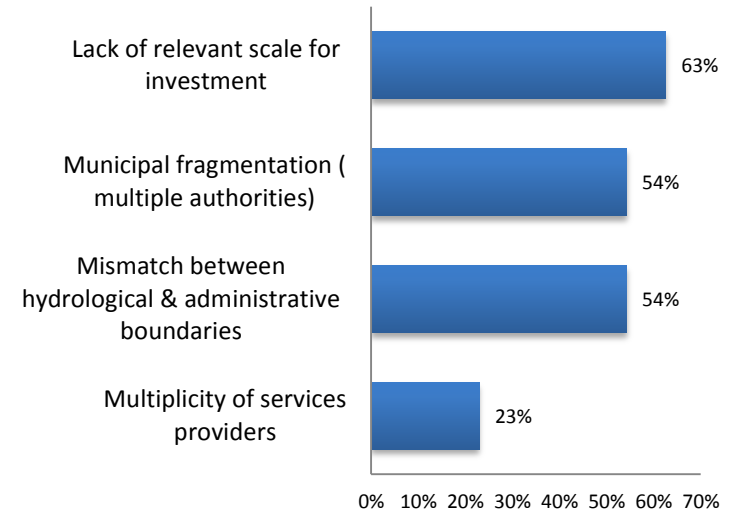 Lack of relevant scale for
investment
63%
Municipal fragmentation (
multiple authorities)
54%
Mismatch between
hydrological & administrative
boundaries
54%
Multiplicity of services
providers
23%
0% 10% 20% 30% 40% 50% 60% 70%